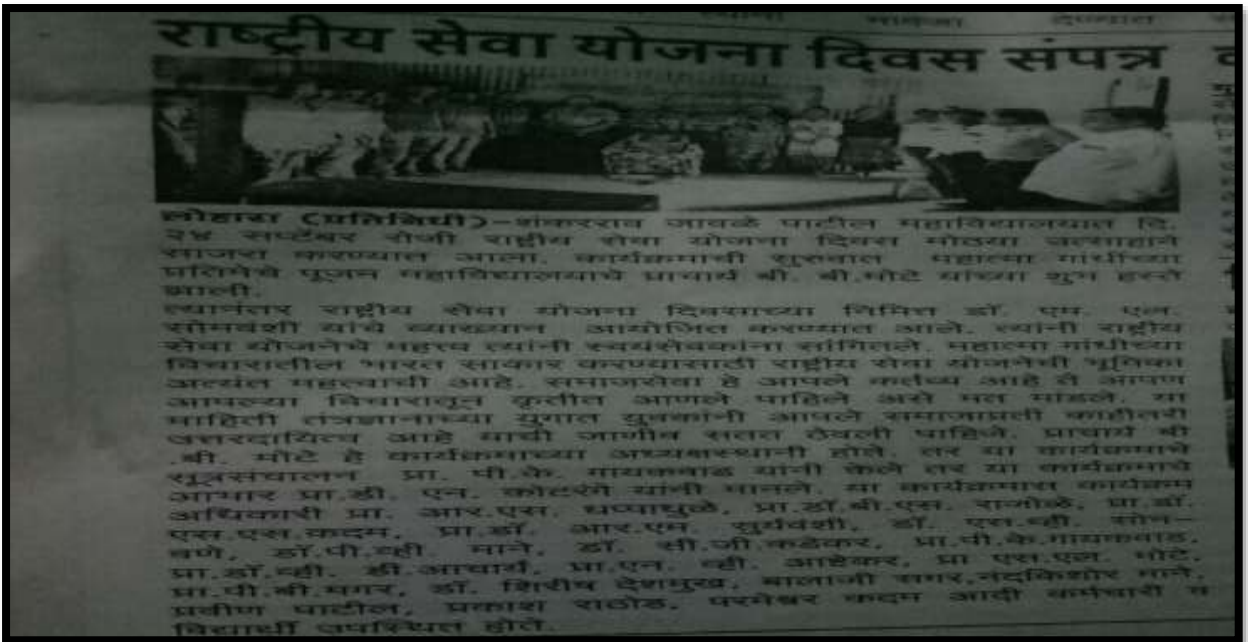 राष्ट्रीय सेवा योजना दिवस संपन्न
लोहारा (प्रतिनिधी)-शंकरराव जावळे पाटील महाविद्यालयात दि.
२४ सप्टेंबर रोजी राष्ट्रीय सेवा योजना दिवस मोठया उत्साहाने
साजरा करण्यात आला. कार्यक्रमाची सुरुवात महात्मा गांधीच्या
प्रतिमेचे पूजन महाविद्यालयाचे प्राचार्य बी. बी.मोटे यांच्या शुभ हस्ते
झाली.
त्यानंतर राष्ट्रीय सेवा योजना दिवसाच्या निमित्त डॉ. एम. एल.
सोमवंशी यांचे व्याख्यान आयोजित करण्यात आले. त्यांनी राष्ट्रीय
सेवा योजनेचे महत्त्व त्यांनी स्वयंसेवकांना सांगितले. महात्मा गांधीच्या
विचारातील भारत साकार करण्यासाठी राष्ट्रीय सेवा योजनेची भूमिका
अत्यंत महत्वाची आहे. समाजसेवा हे आपले कर्तव्य आहे ते आपण
आपल्या विचारातून कृतीत आणले पाहिले असे मत मांडले. या
माहिती तंत्रज्ञानाच्या युगात युवकांनी आपले समाजाप्रती काहीतरी
उत्तरदायित्व आहे याची जाणीव सतत ठेवली पाहिजे. प्राचार्य बी
.बी. मोटे हे कार्यक्रमाच्या अध्यक्षस्थानी होते. तर या कार्यक्रमाचे
सूत्रसंचालन प्रा. पी.के. गायकवाड यांनी केले तर या कार्यक्रमाचे
आभार प्रा.डी. एन. कोटरंगे यांनी मानले. या कार्यक्रमास कार्यक्रम
अधिकारी प्रा. आर.एस. धप्पाधुळे, प्रा.डॉ.बी.एस. राजोळे, प्रा.डॉ.
एस.एस.कदम, प्रा.डॉ. आर.एम. सुर्यवंशी, डॉ. एस.व्ही. सोन-
वणे, डॉ.पी.व्ही. माने, डॉ. सी.जी.कडेकर, प्रा.पी.के.गायकवाड,
प्रा.डॉ.व्ही. डी.आचार्य, प्रा.एन. व्ही. आष्टेकर, प्रा एस.एल. मोटे,
प्रा.पी.बी.मगर, डॉ. शिरीष देशमुख, बालाजी सगर,नंदकिशोर माने,
प्रवीण पाटील, प्रकाश राठोड, परमेश्वर कदम आदी कर्मचारी व
विद्यार्थी उपस्थित होते.